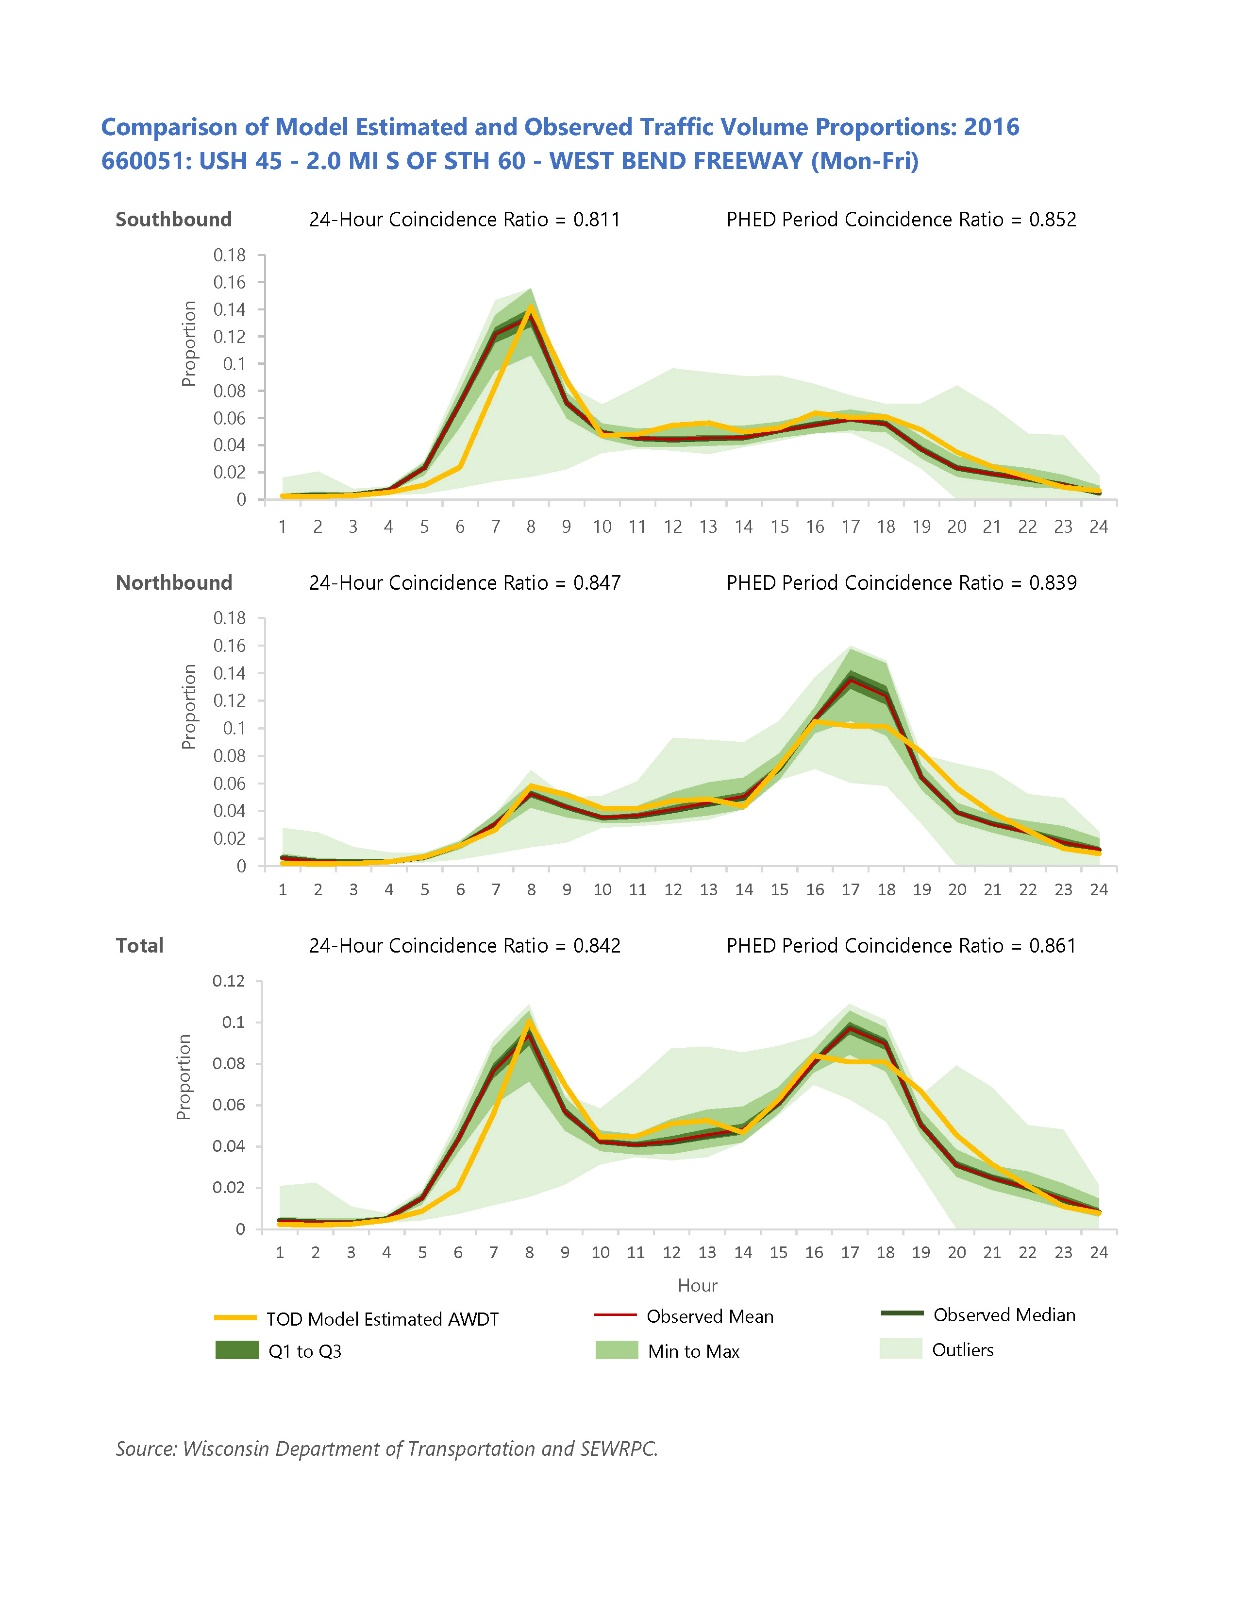 Comparison of Model Estimated and Observed Traffic Volume Proportions: 2016
660051: USH 45 - 2.0 MI S OF STH 60 - WEST BEND FREEWAY (Mon-Fri)
Southbound 24-Hour Coincidence Ratio = 0.811 PHED Period Coincidence Ratio = 0.852
Proportion
0.18
0.16
0.14
0.12
0.1
0.08
0.06
0.04
0.02
0
1 2 3 4 5 6 7 8 9 10 11 12 13 14 15 16 17 18 19 20 21 22 23 24
Northbound 24-Hour Coincidence Ratio = 0.847 PHED Period Coincidence Ratio = 0.839
Proportion
0.18
0.16
0.14
0.12
0.1
0.08
0.06
0.04
0.02
0
1 2 3 4 5 6 7 8 9 10 11 12 13 14 15 16 17 18 19 20 21 22 23 24
Total 24-Hour Coincidence Ratio = 0.842 PHED Period Coincidence Ratio = 0.861
Proportion
0.12
0.1
0.08
0.06
0.04
0.02
0
1 2 3 4 5 6 7 8 9 10 11 12 13 14 15 16 17 18 19 20 21 22 23 24
Hour
TOD Model Estimated AWDT Observed Mean Observed Median
Q1 to Q3 Min to Max Outliers
Source: Wisconsin Department of Transportation and SEWRPC.